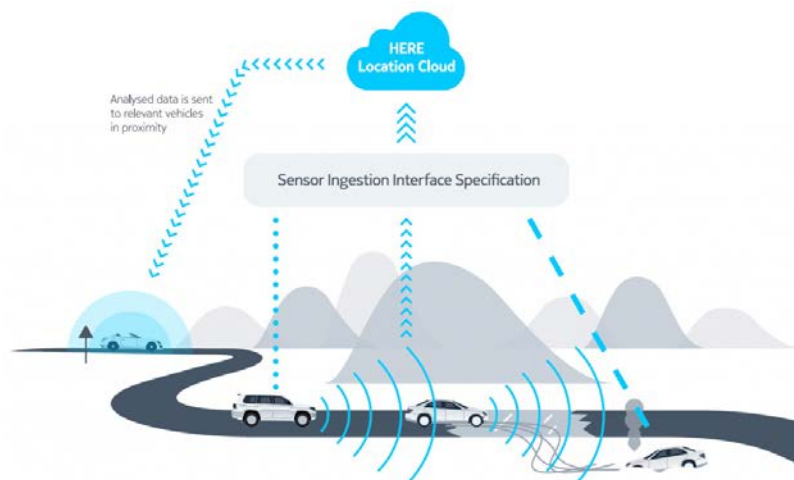 HERE
Location Cloud
Analysed data is sent
to relevant vehicles
in proximity
Sensor Ingestion Interface Specification